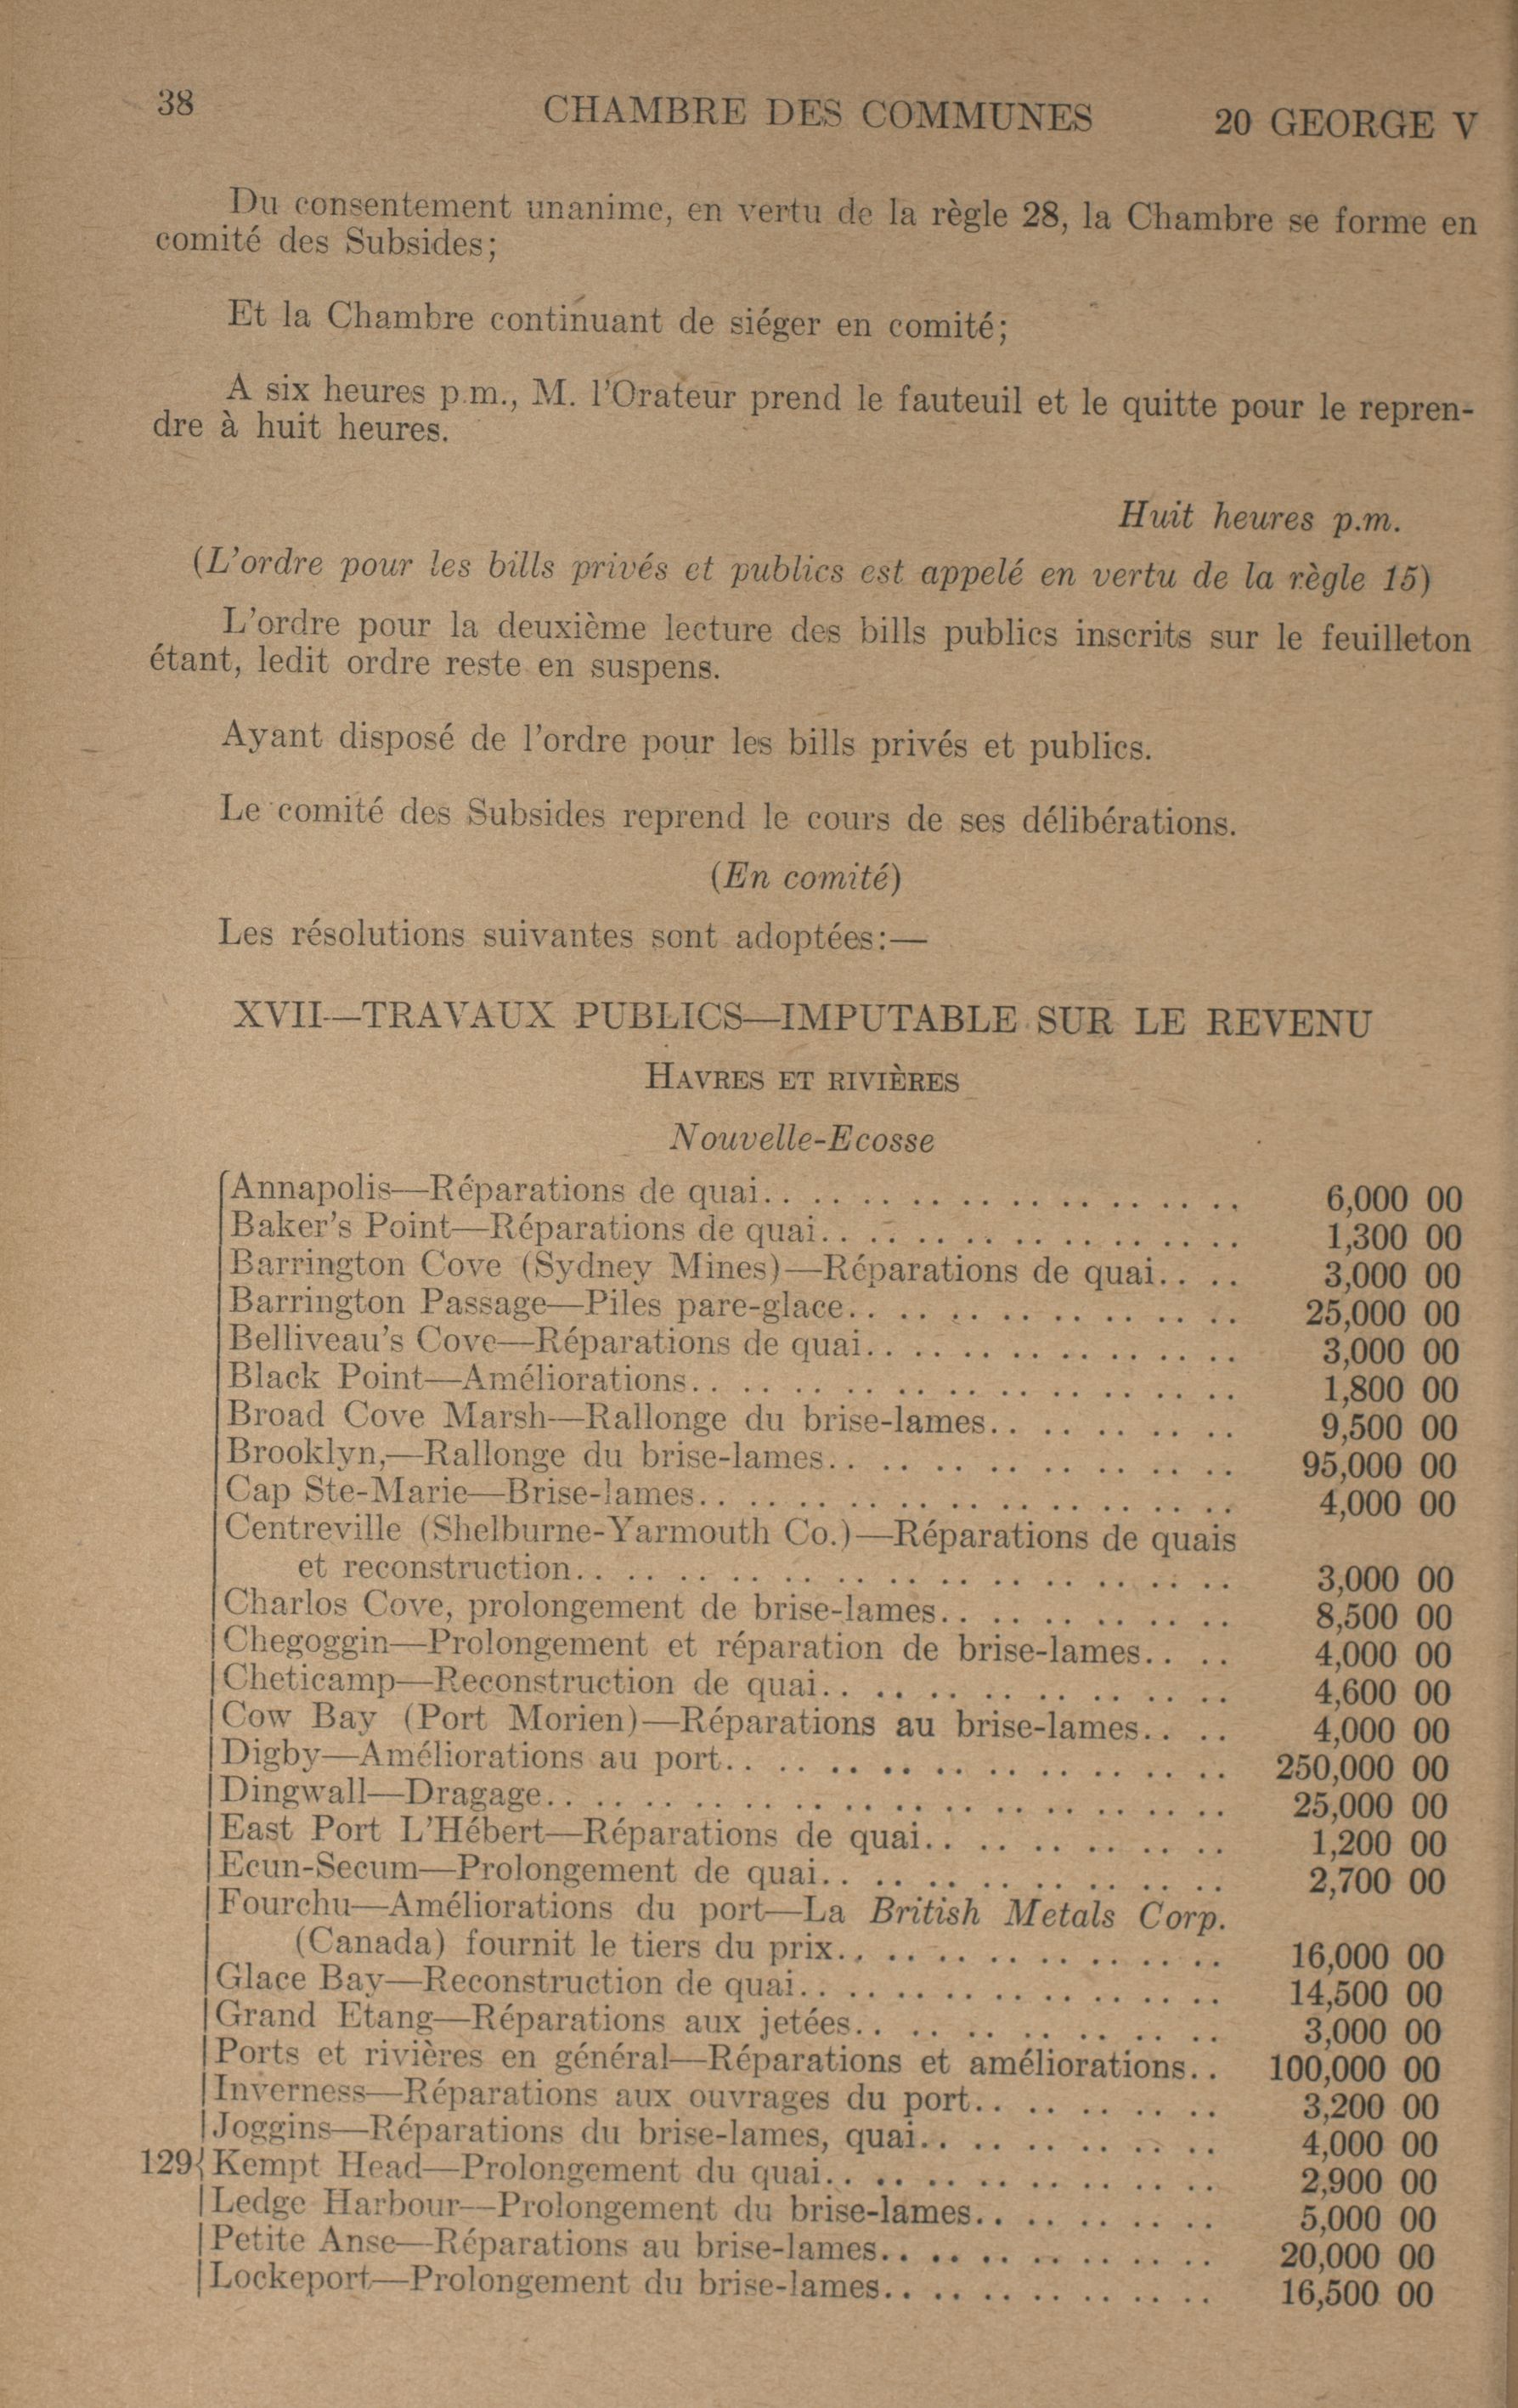 38 CHAMBRE DES COMMUNES 20 GEORGE V
Du consentement unanime, en vertu de la règle 28, la Chambre se forme en
comité des Subsides;
Et la Chambre continuant de siéger en comité;
A six heures p.m., M. l'Orateur prend le fauteuil et le quitte pour le repren-
dre à huit heures.
Huit heures p.m.
(L'ordre pour les bills privés et publics est appelé en vertu de la règle 15)
L'ordre pour la deuxième lecture des bills publics inscrits sur le feuilleton
étant, ledit ordre reste en suspens.
Ayant disposé de l'ordre pour les bills privés et publics.
Le comité des Subsides reprend le cours de ses délibérations.
(En comité)
Les résolutions suivantes sont adoptées:—
XVII—TRAVAUX PUBLICS—IMPUTABLE SUR LE REVENU
HAVRES ET RIVIÈRES
Nouvelle-Ecosse
Annapolis—Réparations de quai.. .. .. .. .. .. .. .. .. .. 6,000 00
Baker's Point—Réparations de quai.. .. .. .. .. .. .. .. .. 1,300 00
Barrington Cove (Sydney Mines)—Réparations de quai.. .. 3,000 00
Barrington Passage—Piles pare-glace.. .. .. .. .. .. .. .. 25,000 00
Belliveau's Cove—Réparations de quai.. .. .. .. .. .. .. .. 3,000 00
Black Point—Améliorations.. .. .. .. .. .. .. .. .. .. .. 1,800 00
Broad Cove Marsh—Rallonge du brise-lames.. .. .. .. .. 9,500 00
Brooklyn,—Rallonge du brise-lames.. .. .. .. .. .. .. .. 95,000 00
Cap Ste-Marie—Brise-lames.. .. .. .. .. .. .. .. .. .. .. 4,000 00
Centreville (Shelburne-Yarmouth Co.)—Réparations de quais
et reconstruction.. .. .. .. .. .. .. .. .. .. .. .. .. 3,000 00
Charlos Cove, prolongement de brise-lames.. .. .. .. .. .. 8,500 00
Chegoggin—Prolongement et réparation de brise-lames.. .. 4,000 00
Cheticamp—Reconstruction de quai.. .. .. .. .. .. .. .. 4,600 00
Cow Bay (Port Morien)—Réparations au brise-lames.. .. 4,000 00
Digby—Améliorations au port.. .. .. .. .. .. .. .. .. .. 250,000 00
Dingwall—Dragage.. .. .. .. .. .. .. .. .. .. .. .. .. .. 25,000 00
East Port L'Hébert—Réparations de quai.. .. .. .. .. .. 1,200 00
Ecun-Secum—Prolongement de quai.. .. .. .. .. .. .. .. 2,700 00
Fourchu—Améliorations du port—La British Metals Corp.
(Canada) fournit le tiers du prix.. .. .. .. .. .. .. .. 16,000 00
Glace Bay—Reconstruction de quai.. .. .. .. .. .. .. .. .. 14,500 00
Grand Etang—Réparations aux jetées.. .. .. .. .. .. .. 3,000 00
Ports et rivières en général—Réparations et améliorations.. 100,000 00
Inverness—Réparations aux ouvrages du port.. .. .. .. .. 3,200 00
Joggins—Réparations du brise-lames, quai.. .. .. .. .. .. 4,000 00
129{ Kempt Head—Prolongement du quai.. .. .. .. .. .. .. .. 2,900 00
Ledge Harbour—Prolongement du brise-lames.. .. .. .. .. 5,000 00
Petite Anse—Réparations au brise-lames.. .. .. .. .. .. .. 20,000 00
Lockeport—Prolongement du brise-lames.. .. .. .. .. .. .. 16,500 00